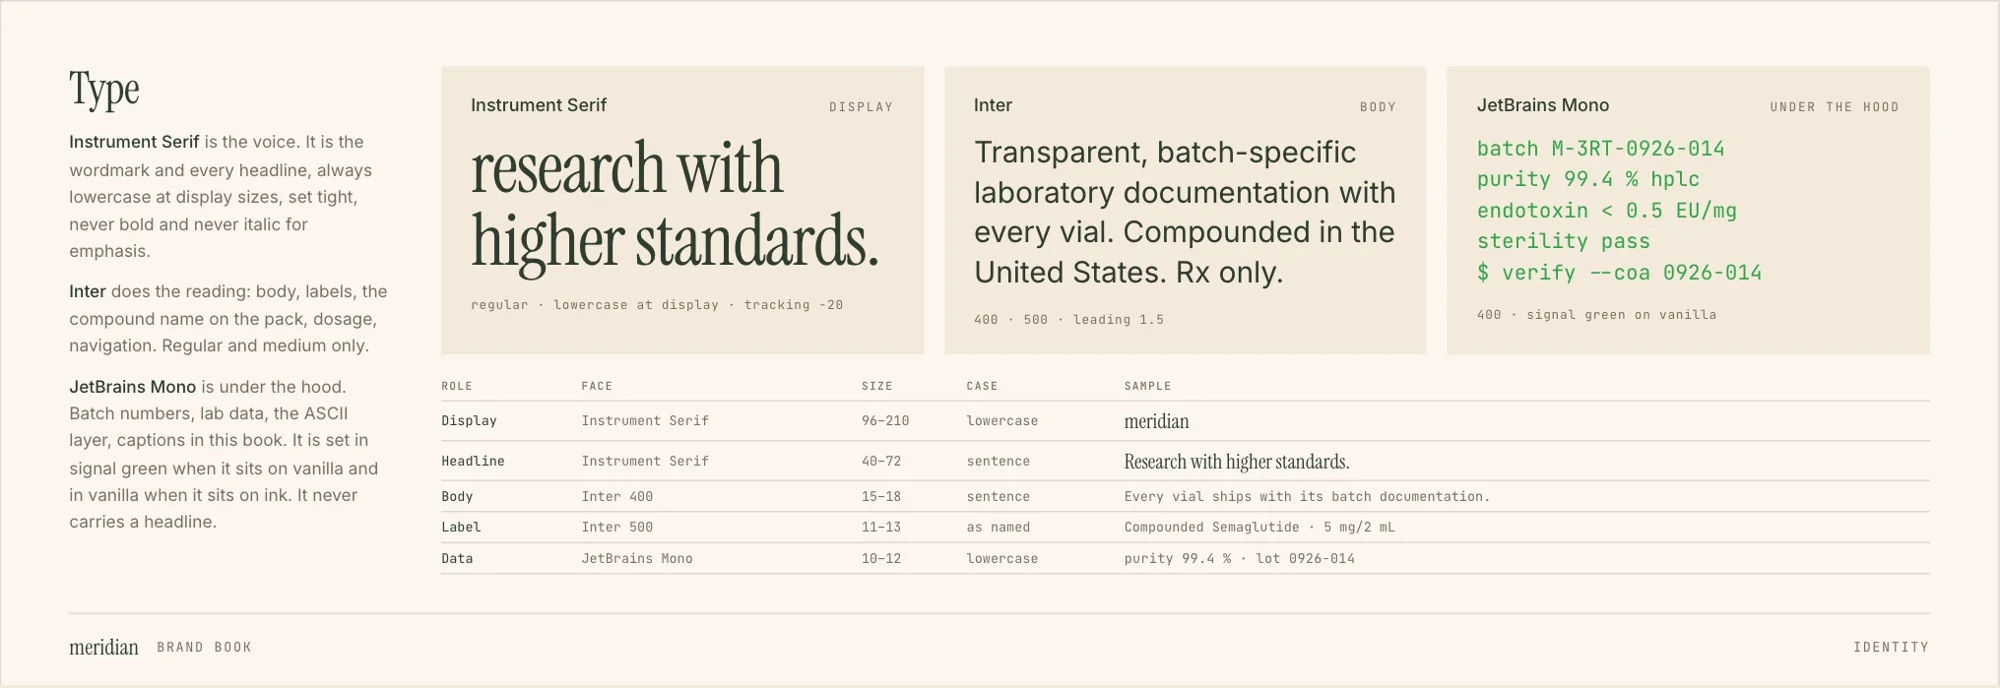 Type
Instrument Serif is the voice. It is the
wordmark and every headline, always
lowercase at display sizes, set tight,
never bold and never italic for
emphasis.
Inter does the reading: body, labels, the
compound name on the pack, dosage,
navigation. Regular and medium only.
JetBrains Mono is under the hood.
Batch numbers, lab data, the ASCII
layer, captions in this book. It is set in
signal green when it sits on vanilla and
in vanilla when it sits on ink. It never
carries a headline.
Instrument Serif DISPLAY
research with
higher standards.
regular · lowercase at display · tracking -20
Inter BODY
Transparent, batch-specific
laboratory documentation with
every vial. Compounded in the
United States. Rx only.
400 · 500 · leading 1.5
JetBrains Mono UNDER THE HOOD
batch M-3RT-0926-014
purity 99.4 % hplc
endotoxin < 0.5 EU/mg
sterility pass
$ verify --coa 0926-014
400 · signal green on vanilla
ROLE FACE SIZE CASE SAMPLE
Display Instrument Serif 96–210 lowercase meridian
Headline Instrument Serif 40–72 sentence Research with higher standards.
Body Inter 400 15–18 sentence Every vial ships with its batch documentation.
Label Inter 500 11–13 as named Compounded Semaglutide · 5 mg/2 mL
Data JetBrains Mono 10–12 lowercase purity 99.4 % · lot 0926-014
meridian BRAND BOOK IDENTITY